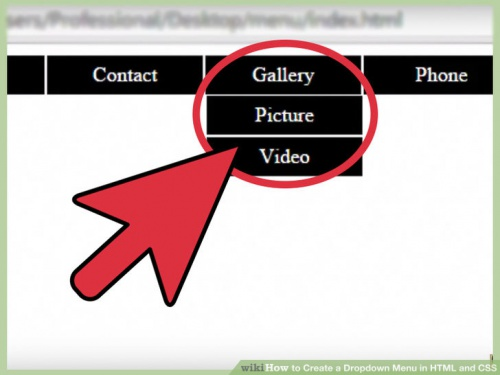 sers/Professional/Desktop/menu/index.html
Contact Gallery Phone
Picture
Video
wikiHow to Create a Dropdown Menu in HTML and CSS